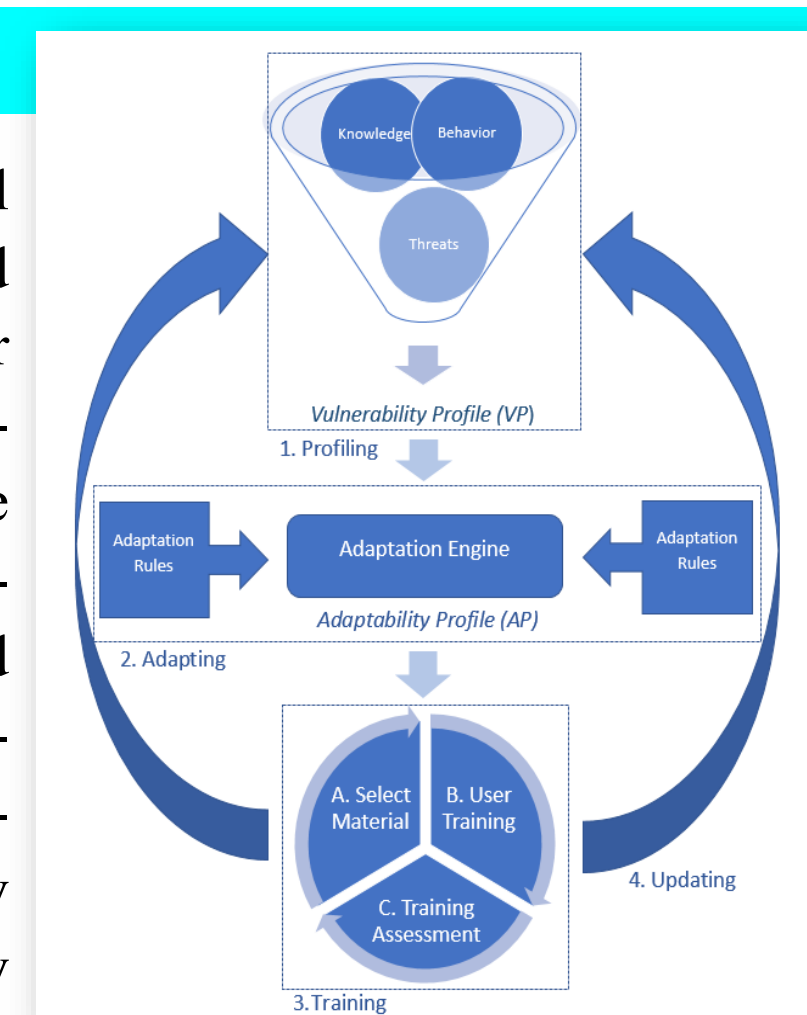 l
d
r
-
e
-
d
-
-
y
y
Knowledge
Behavior
Threats
Vulnerability Profile (VP)
1. Profiling
Adaptation
Rules
Adaptation Engine
Adaptation
Rules
Adaptability Profile (AP)
2. Adapting
A. Select
Material
B. User
Training
C. Training
Assessment
4. Updating
3.Training